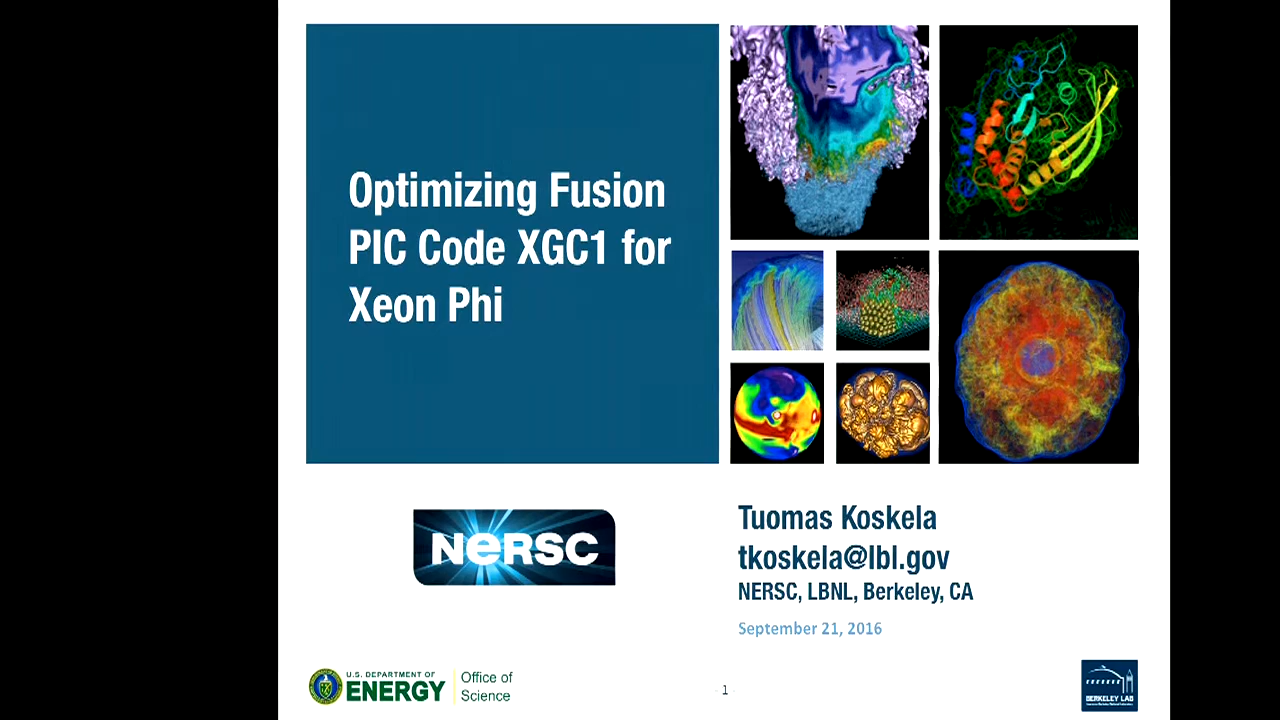 Optimizing Fusion
PIC Code XGC1 for
Xeon Phi
NERSC
Tuomas Koskela
tkoskela@lbl.gov
NERSC, LBNL, Berkeley, CA
September 21, 2016
U.S. DEPARTMENT OF
ENERGY
Office of
Science
- 1 -
BERKELEY LAB